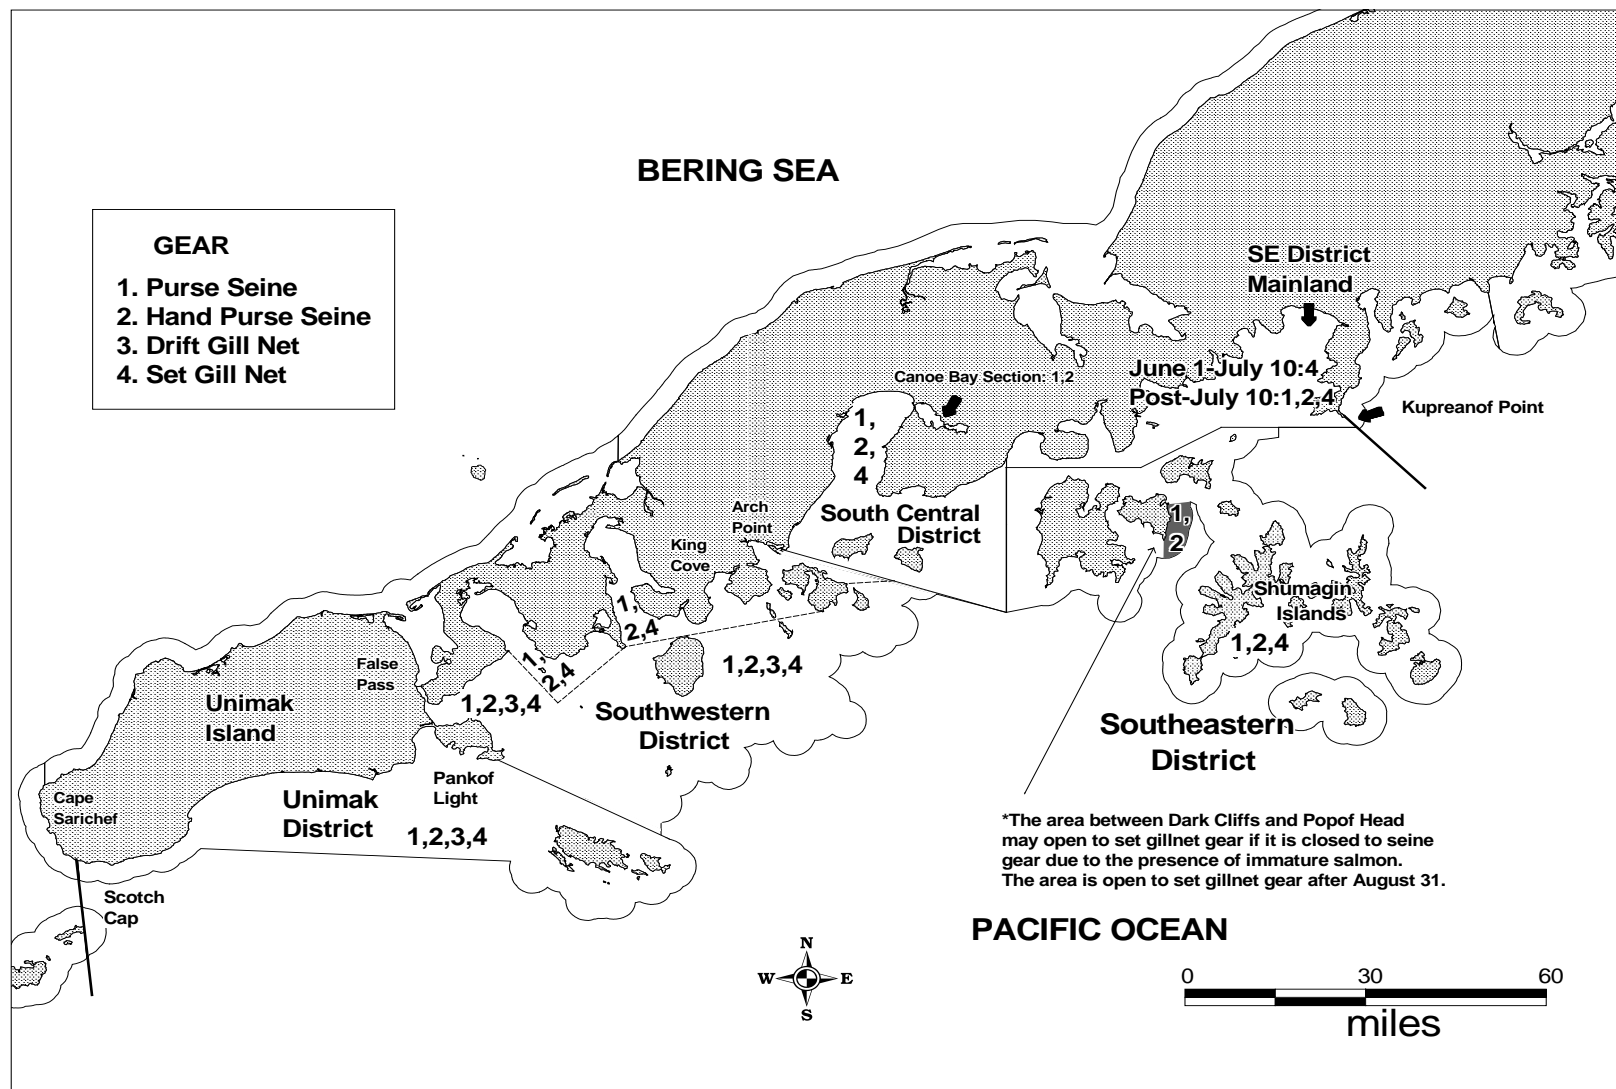 BERING SEA
GEAR
1. Purse Seine
2. Hand Purse Seine
3. Drift Gill Net
4. Set Gill Net
SE District
Mainland
June 1-July 10:4
Post-July 10:1,2,4
Kupreanof Point
Canoe Bay Section: 1,2
1,
2,
4
South Central
District
Arch
Point
King
Cove
1,
2
1,
2,4
1,
2,4
Shumagin
Islands
1,2,4
1,2,3,4
False
Pass
1,2,3,4
Unimak
Island
Southwestern
District
Southeastern
District
Pankof
Light
Cape
Sarichef
Unimak
District
1,2,3,4
*The area between Dark Cliffs and Popof Head
may open to set gillnet gear if it is closed to seine
gear due to the presence of immature salmon.
The area is open to set gillnet gear after August 31.
Scotch
Cap
PACIFIC OCEAN
N
W E
S
0 30 60
miles